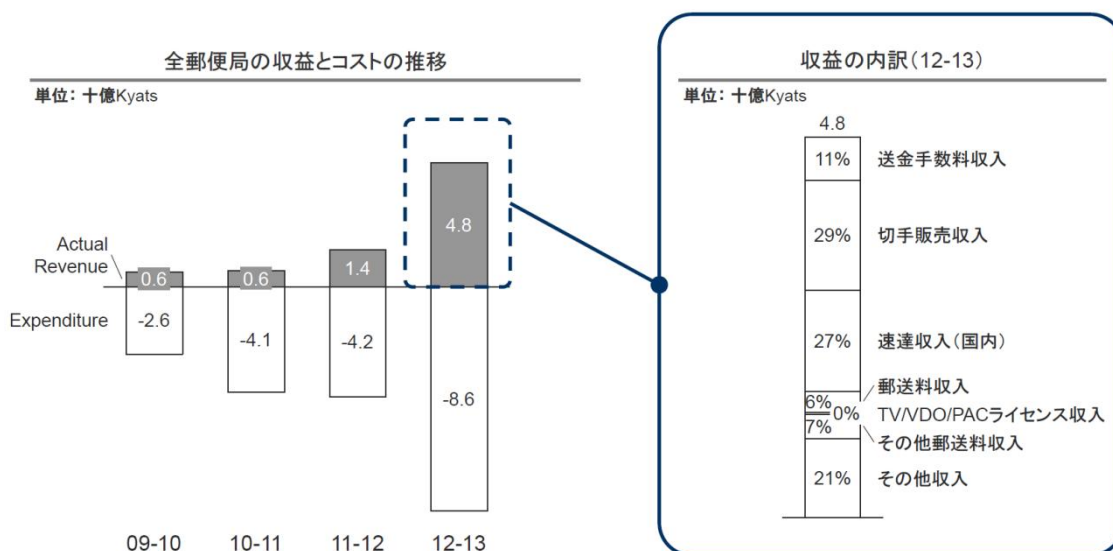 全郵便局の収益とコストの推移
単位: 十億Kyats
Actual
Revenue
Expenditure
0.6
0.6
1.4
4.8
-2.6
-4.1
-4.2
-8.6
09-10
10-11
11-12
12-13
収益の内訳(12-13)
単位: 十億Kyats
4.8
11% 送金手数料収入
29% 切手販売収入
27% 速達収入(国内)
6% 郵送料収入
0% TV/VDO/PACライセンス収入
7% その他郵送料収入
21% その他収入